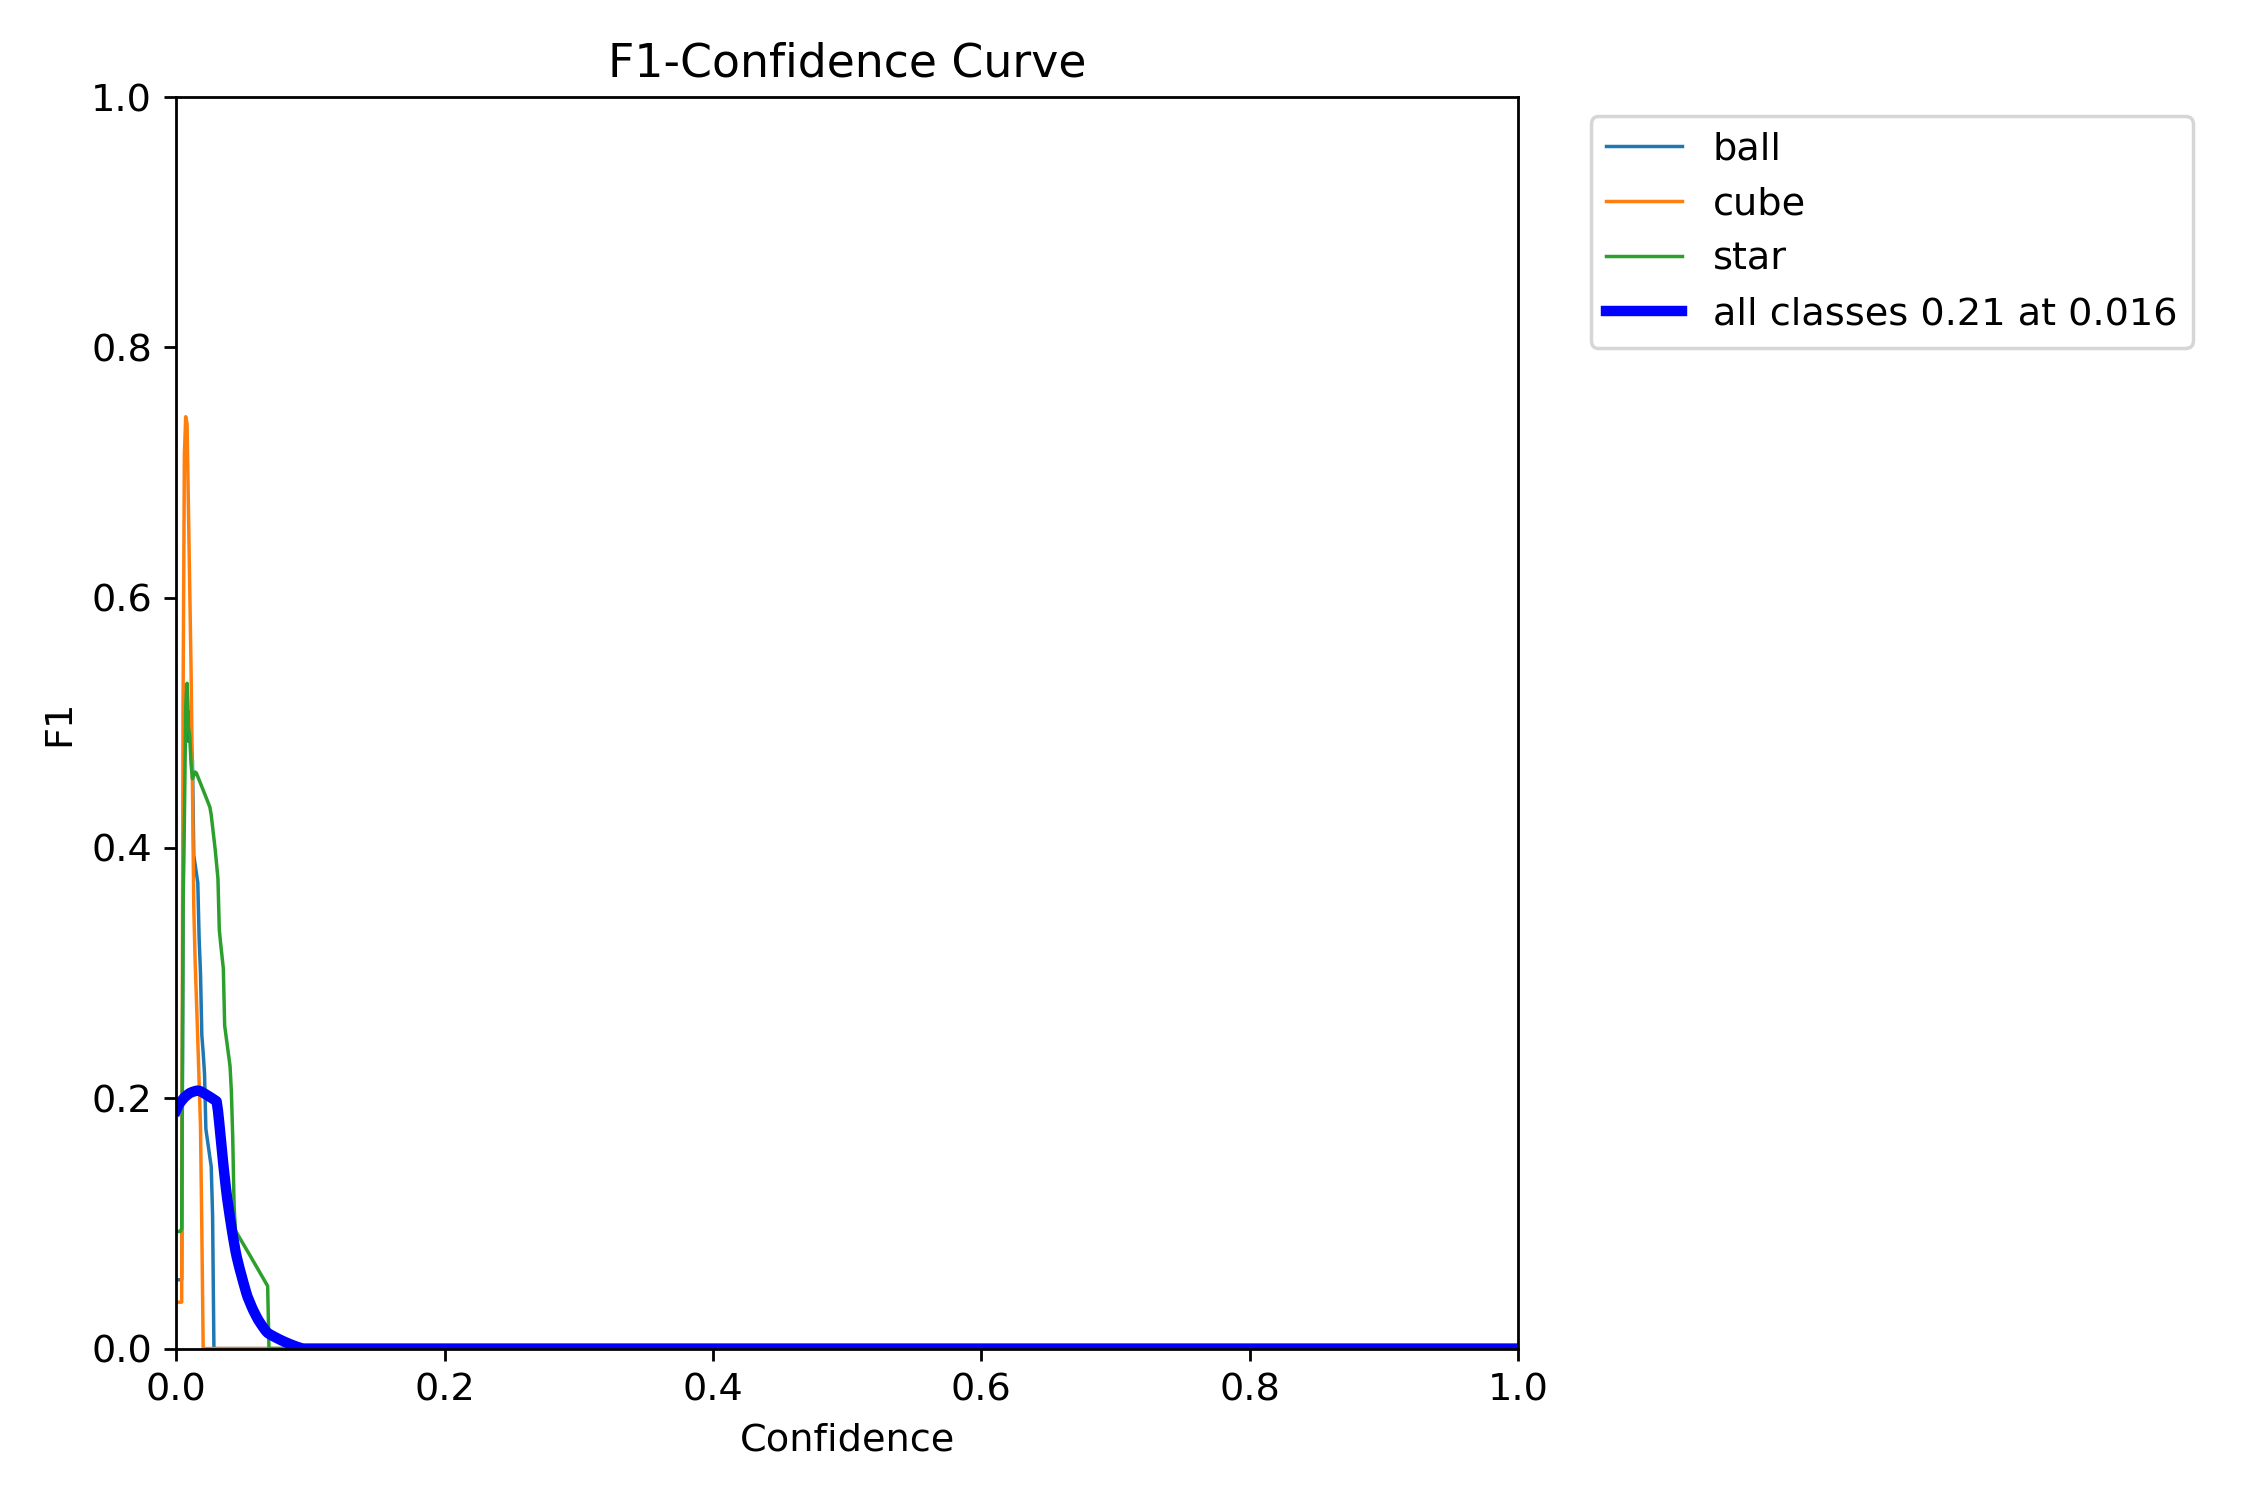 F1-Confidence Curve
1.0
0.8
0.6
0.4
0.2
0.0
F1
0.0 0.2 0.4 0.6 0.8 1.0
Confidence
ball
cube
star
all classes 0.21 at 0.016